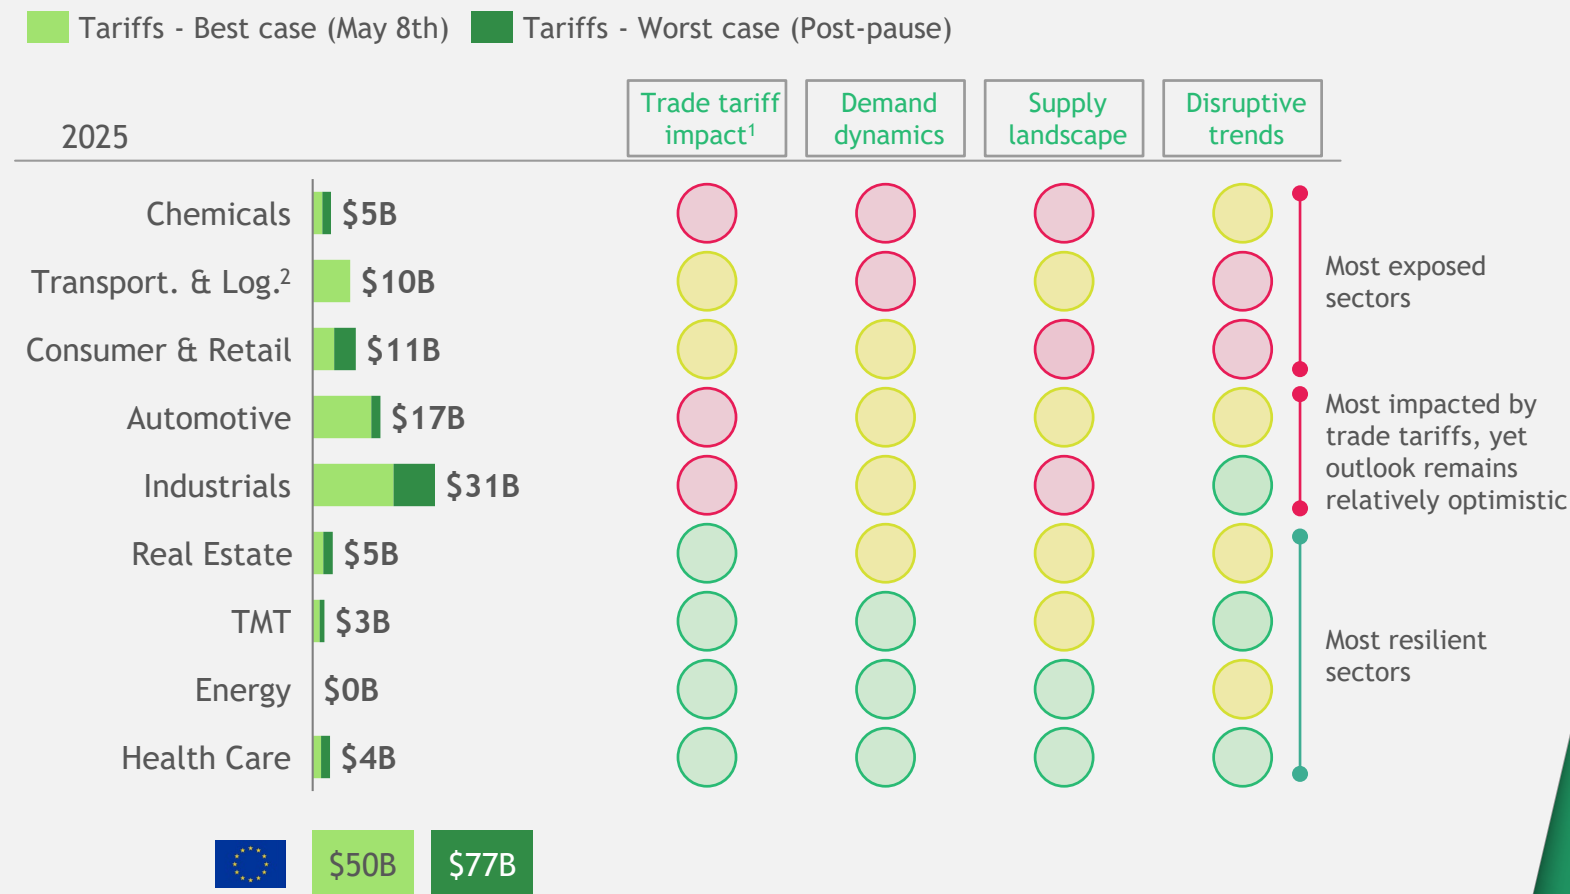 Tariffs - Best case (May 8th) Tariffs - Worst case (Post-pause)
2025
Trade tariff
impact¹
Demand
dynamics
Supply
landscape
Disruptive
trends
Chemicals $5B
Transport. & Log.² $10B
Consumer & Retail $11B
Automotive $17B
Industrials $31B
Real Estate $5B
TMT $3B
Energy $0B
Health Care $4B
Most exposed
sectors
Most impacted by
trade tariffs, yet
outlook remains
relatively optimistic
Most resilient
sectors
$50B $77B